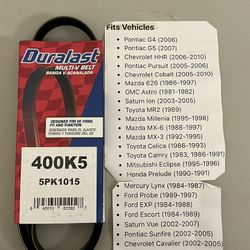 Duralast
MULTI-V BELT
BANDA V ACANALADA
DESIGNED FOR OE FORM,
FIT AND FUNCTION
400K5
5PK1015
Fits Vehicles
• Pontiac G4 (2006)
• Pontiac G5 (2007)
• Chevrolet HHR (2006-2010)
• Pontiac Pursuit (2005-2006)
• Chevrolet Cobalt (2005-2010)
• Mazda 626 (1986-1997)
• GMC Astro (1981-1982)
• Saturn Ion (2003-2005)
• Toyota MR2 (1989)
• Mazda Millenia (1995-1998)
• Mazda MX-6 (1988-1997)
• Mazda MX-3 (1992-1995)
• Toyota Celica (1986-1993)
• Toyota Camry (1983, 1986-1991)
• Mitsubishi Eclipse (1995-1996)
• Honda Prelude (1990-1991)
• Mercury Lynx (1984-1987)
• Ford Probe (1989-1997)
• Ford EXP (1984-1988)
• Ford Escort (1984-1989)
• Saturn Vue (2002-2007)
• Pontiac Sunfire (2002-2005)
• Chevrolet Cavalier (2002-2005)